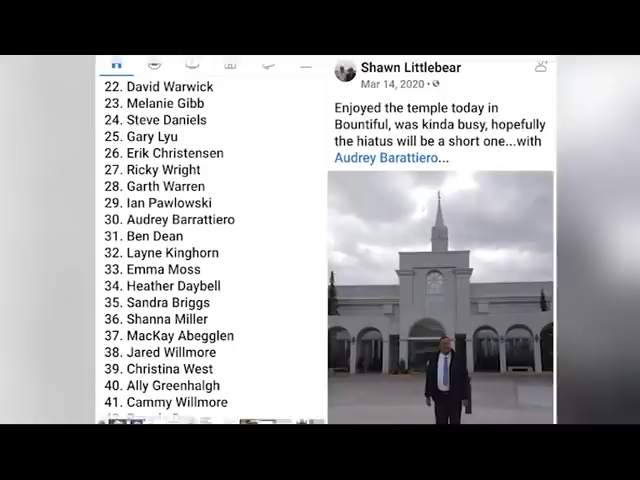 22. David Warwick
23. Melanie Gibb
24. Steve Daniels
25. Gary Lyu
26. Erik Christensen
27. Ricky Wright
28. Garth Warren
29. Ian Pawlowski
30. Audrey Barrattiero
31. Ben Dean
32. Layne Kinghorn
33. Emma Moss
34. Heather Daybell
35. Sandra Briggs
36. Shanna Miller
37. MacKay Abegglen
38. Jared Willmore
39. Christina West
40. Ally Greenhalgh
41. Cammy Willmore
Shawn Littlebear
Mar 14, 2020 ·
Enjoyed the temple today in
Bountiful, was kinda busy, hopefully
the hiatus will be a short one...with
Audrey Barattiero...